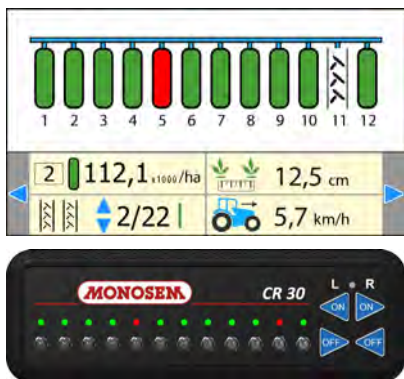 1 2 3 4 5 6 7 8 9 10 11 12
2 112,1 x1000/ha 12,5 cm
2/22 5,7 km/h
MONOSEM CR 30 L R
ON ON
OFF OFF